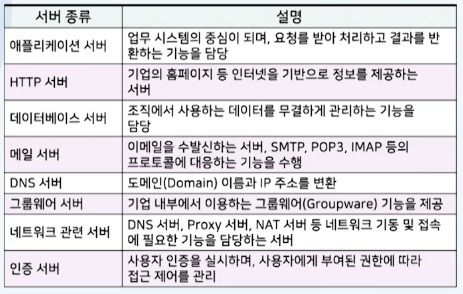 서버 종류
설명
애플리케이션 서버
업무 시스템의 중심이 되며, 요청을 받아 처리하고 결과를 반
환하는 기능을 담당
HTTP 서버
기업의 홈페이지 등 인터넷을 기반으로 정보를 제공하는
서버
데이터베이스 서버
조직에서 사용하는 데이터를 무결하게 관리하는 기능을
담당
메일 서버
이메일을 수발신하는 서버, SMTP, POP3, IMAP 등의
프로토콜에 대응하는 기능을 수행
DNS 서버
도메인(Domain) 이름과 IP 주소를 변환
그룹웨어 서버
기업 내부에서 이용하는 그룹웨어(Groupware) 기능을 제공
네트워크 관련 서버
DNS 서버, Proxy 서버, NAT 서버 등 네트워크 기동 및 접속
에 필요한 기능을 담당하는 서버
인증 서버
사용자 인증을 실시하며, 사용자에게 부여된 권한에 따라
접근 제어를 관리